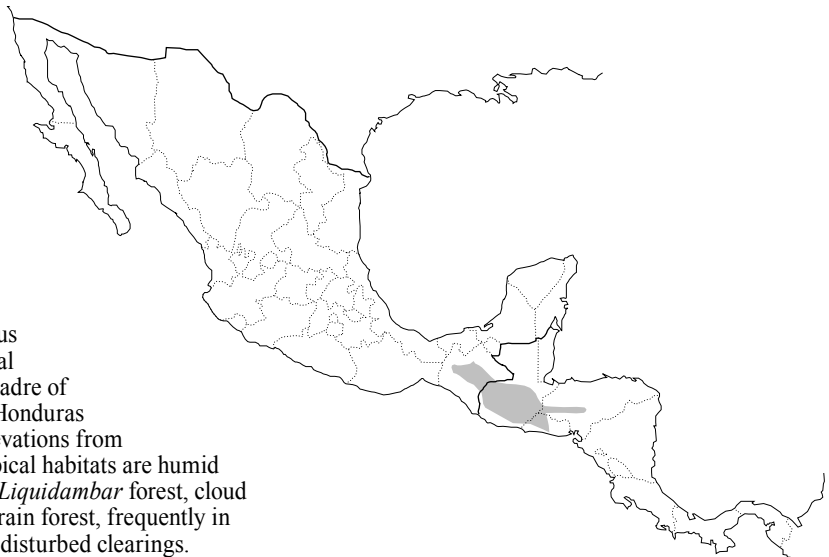 us
al
adre of
Honduras
evations from
pical habitats are humid
Liquidambar forest, cloud
rain forest, frequently in
disturbed clearings.